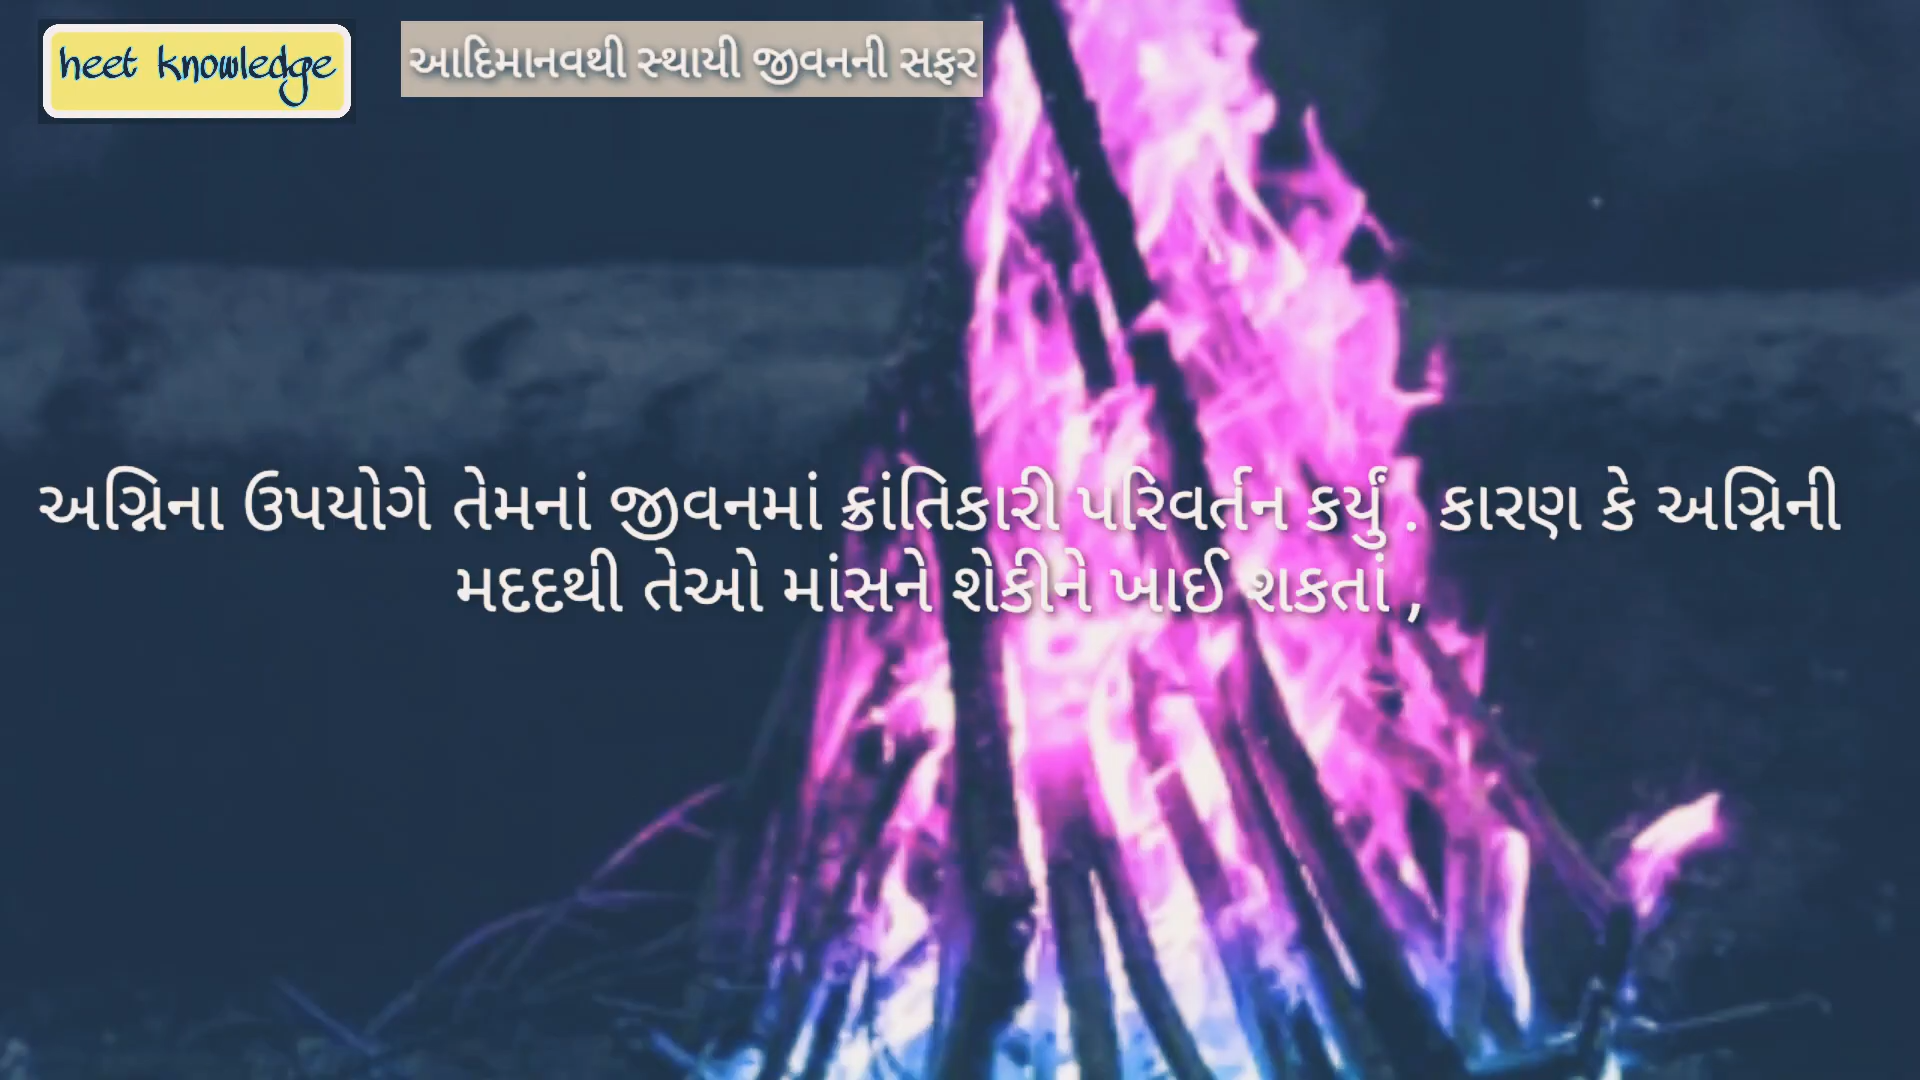 heet knowledge
આદિમાનવથી સ્થાયી જીવનની સફર
અગ્નિના ઉપયોગે તેમનાં જીવનમાં ક્રાંતિકારી પરિવર્તન કર્યું . કારણ કે અગ્નિની
મદદથી તેઓ માંસને શેકીને ખાઈ શકતાં ,